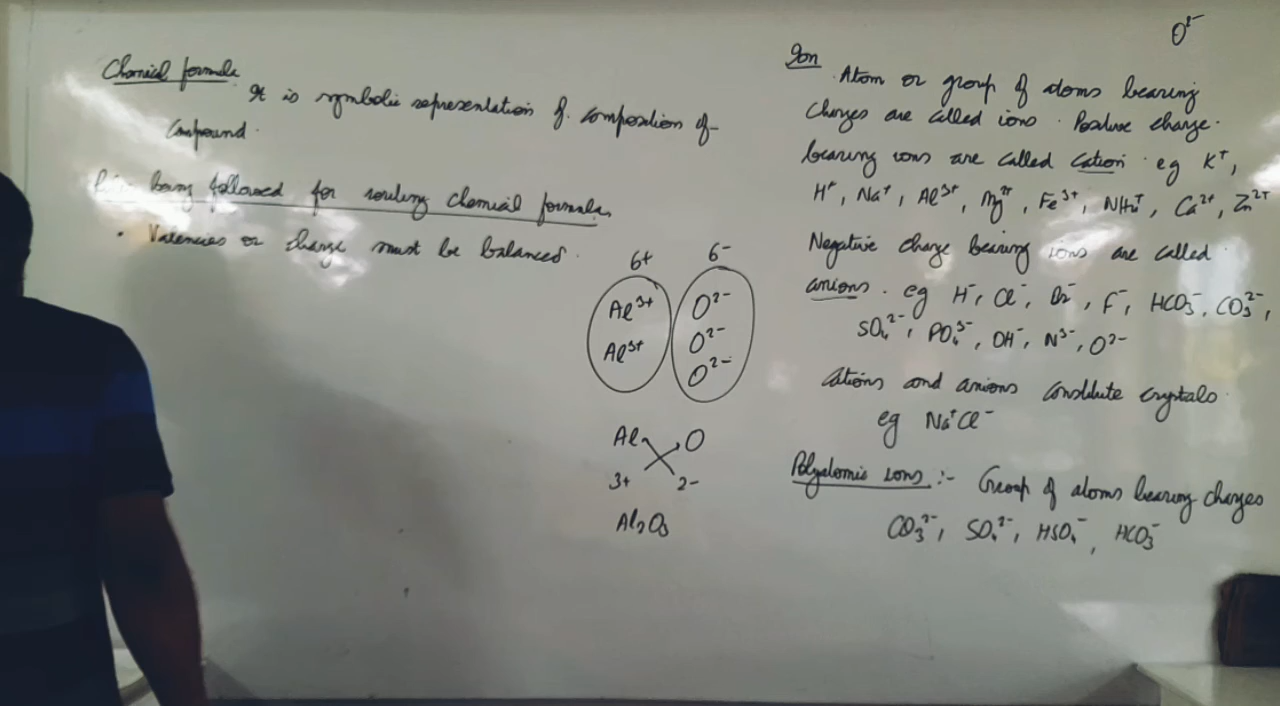 Chemical formula
It is symbolic representation of composition of
Compound.
being followed for writing chemical formula
• Valencies or charge must be balanced.
6+ 6-
Al³⁺ O²⁻
Al³⁺ O²⁻
O²⁻
Al O
3+ 2-
Al₂O₃
O²⁻
Ion
Atom or group of atoms bearing
charges are called ions. Positive charge.
bearing ions are called cation. eg K⁺,
H⁺, Na⁺, Al³⁺, Mg²⁺, Fe³⁺, NH₄⁺, Ca²⁺, Zn²⁺
Negative charge bearing ions are called
anions. eg H⁻, Cl⁻, Br⁻, F⁻, HCO₃⁻, CO₃²⁻,
SO₄²⁻, PO₄³⁻, OH⁻, N³⁻, O²⁻
Cations and anions constitute crystals
eg Na⁺Cl⁻
Polyatomic ions :- Group of atoms bearing charges
CO₃²⁻, SO₄²⁻, HSO₄⁻, HCO₃⁻